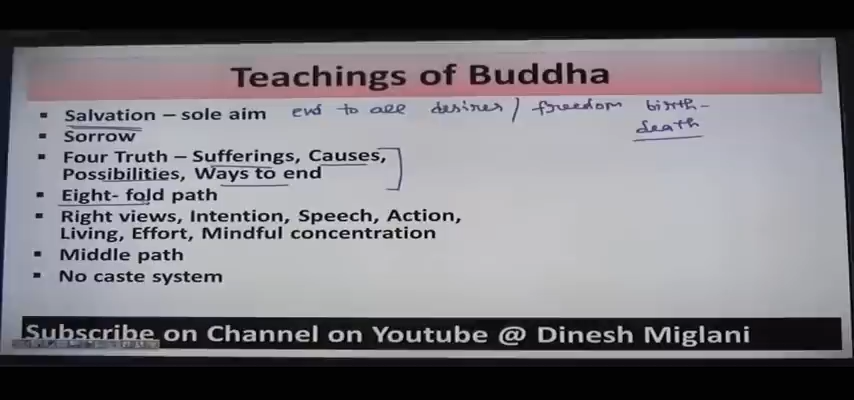 Teachings of Buddha
▪ Salvation – sole aim end to all desires / freedom birth-
death
▪ Sorrow
▪ Four Truth – Sufferings, Causes,
Possibilities, Ways to end
▪ Eight- fold path
▪ Right views, Intention, Speech, Action,
Living, Effort, Mindful concentration
▪ Middle path
▪ No caste system
Subscribe on Channel on Youtube @ Dinesh Miglani